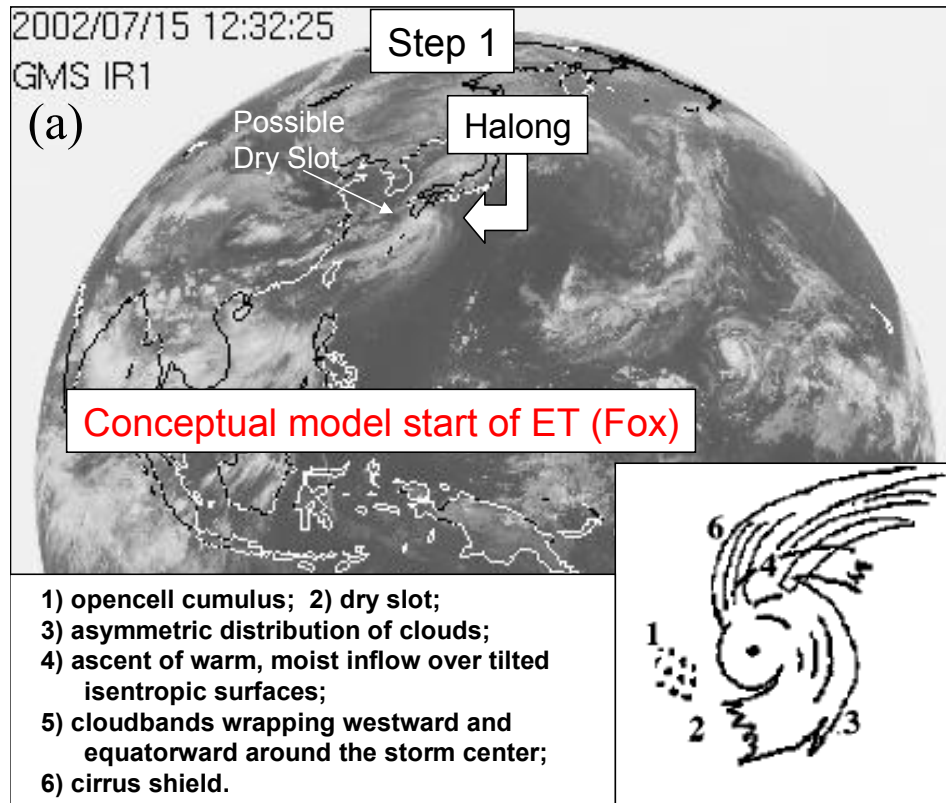 2002/07/15 12:32:25
GMS IR1
Step 1
(a)
Possible
Dry Slot
Halong
Conceptual model start of ET (Fox)
1) opencell cumulus; 2) dry slot;
3) asymmetric distribution of clouds;
4) ascent of warm, moist inflow over tilted
isentropic surfaces;
5) cloudbands wrapping westward and
equatorward around the storm center;
6) cirrus shield.
6
4
1
2
3